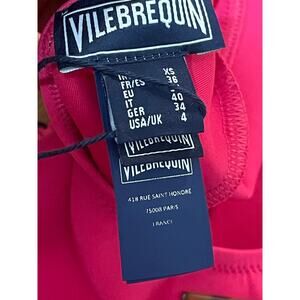 VILEBREQUIN
XS
FR/ES 36
EU
IT 40
GER 34
USA/UK 4
VILEBREQUIN
VILEBREQUIN
418 RUE SAINT HONORÉ
75008 PARIS
FRANCE